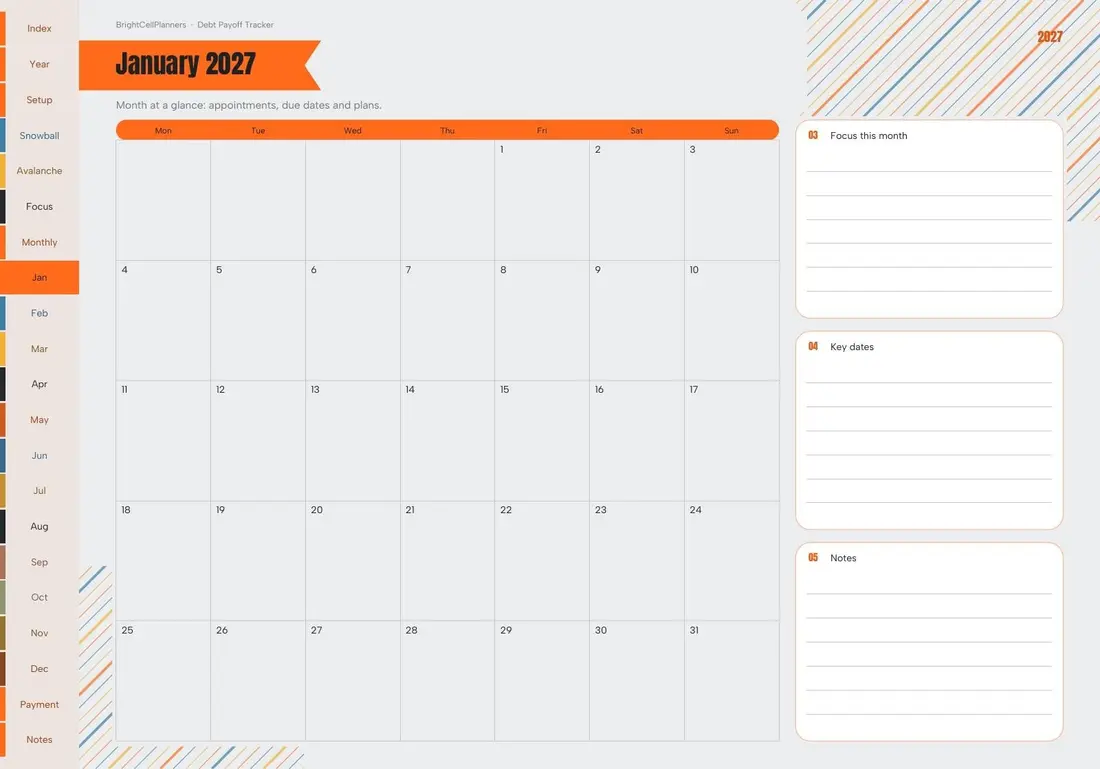 BrightCellPlanners · Debt Payoff Tracker
2027
January 2027
Month at a glance: appointments, due dates and plans.
Index
Year
Setup
Snowball
Avalanche
Focus
Monthly
Jan
Feb
Mar
Apr
May
Jun
Jul
Aug
Sep
Oct
Nov
Dec
Payment
Notes
Mon Tue Wed Thu Fri Sat Sun
1 2 3
4 5 6 7 8 9 10
11 12 13 14 15 16 17
18 19 20 21 22 23 24
25 26 27 28 29 30 31
03 Focus this month
04 Key dates
05 Notes